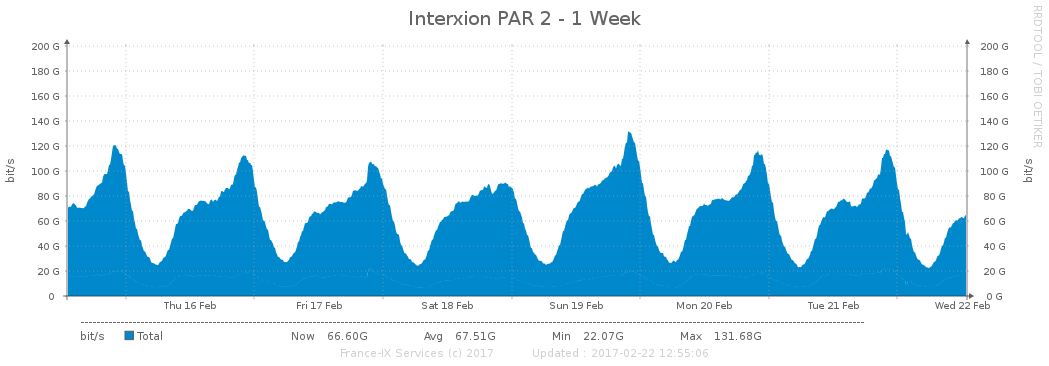 Interxion PAR 2 - 1 Week
RRDTOOL / TOBI OETIKER
bit/s
bit/s
200 G 200 G
180 G 180 G
160 G 160 G
140 G 140 G
120 G 120 G
100 G 100 G
80 G 80 G
60 G 60 G
40 G 40 G
20 G 20 G
0 0 G
Thu 16 Feb Fri 17 Feb Sat 18 Feb Sun 19 Feb Mon 20 Feb Tue 21 Feb Wed 22 Feb
bit/s Total Now 66.60G Avg 67.51G Min 22.07G Max 131.68G
France-IX Services (c) 2017 Updated : 2017-02-22 12:55:06